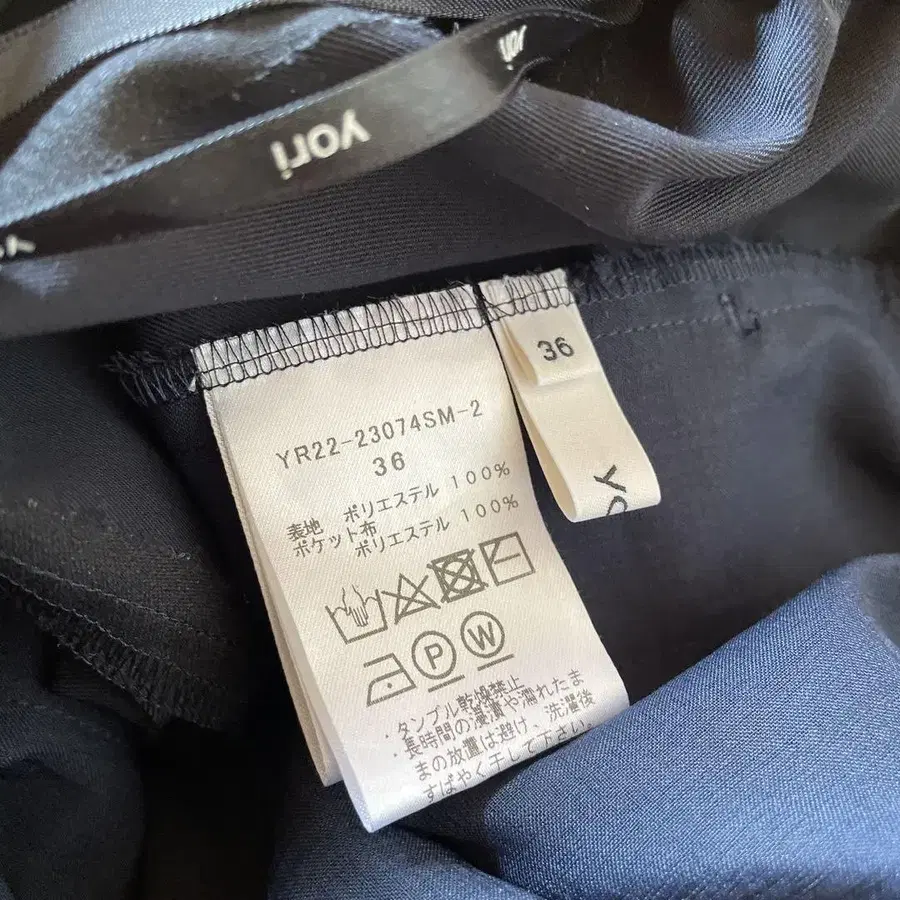 yori
yori
YR22-23074SM-2
36
表地 ポリエステル 100%
ポケット布
ポリエステル 100%
P W
・タンブル乾燥禁止
・長時間の浸漬や濡れたま
まの放置は避け、洗濯後
すばやく干して下さい。
36
yo